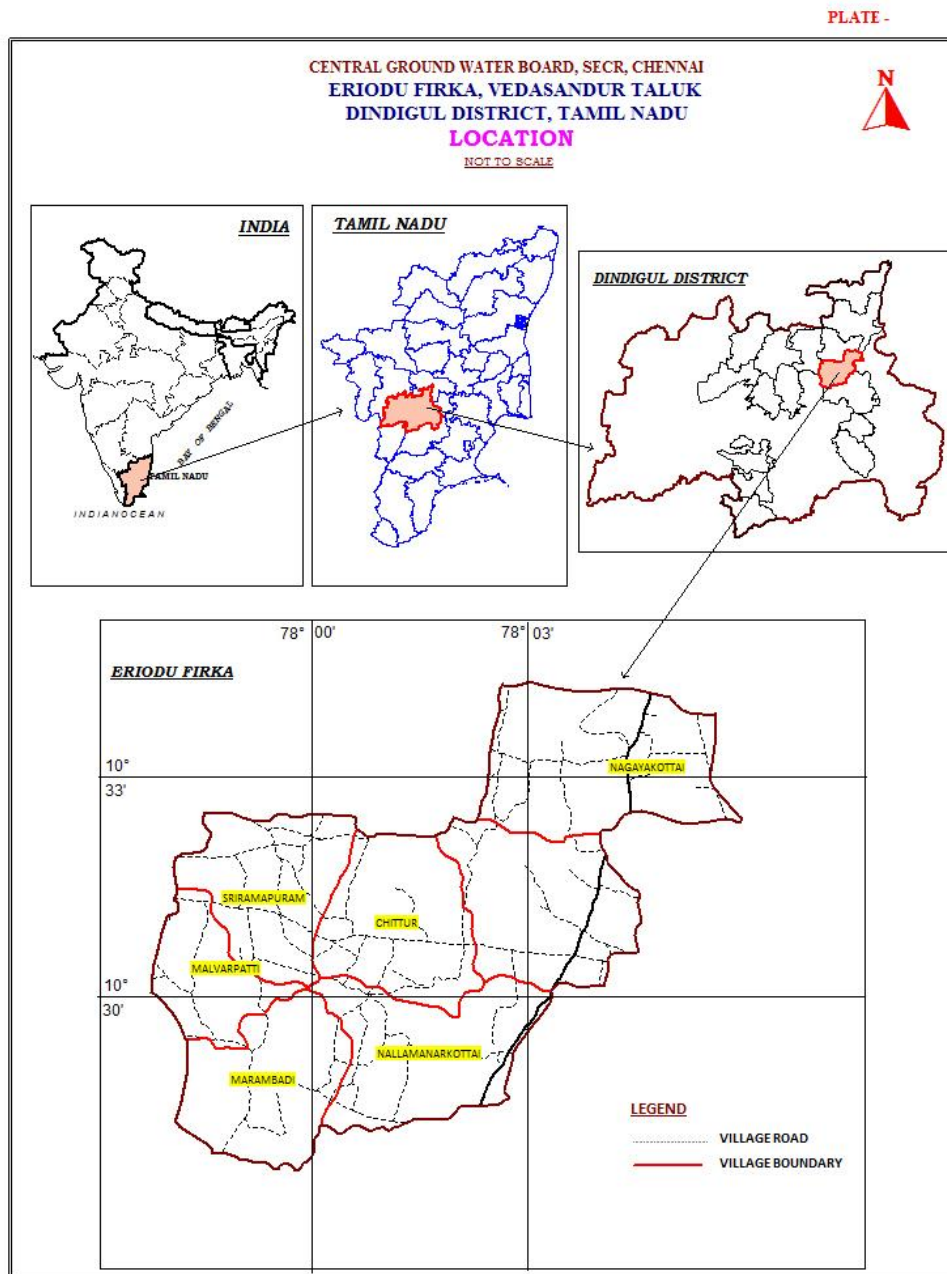 PLATE -
CENTRAL GROUND WATER BOARD, SECR, CHENNAI
ERIODU FIRKA, VEDASANDUR TALUK
DINDIGUL DISTRICT, TAMIL NADU
LOCATION
NOT TO SCALE
N
INDIA
BAY OF BENGAL
TAMIL NADU
INDIANOCEAN
TAMIL NADU
DINDIGUL DISTRICT
78° 00'
78° 03'
ERIODU FIRKA
10°
33'
NAGAYAKOTTAI
SRIRAMAPURAM
CHITTUR
MALVARPATTI
10°
30'
NALLAMANARKOTTAI
MARAMBADI
LEGEND
VILLAGE ROAD
VILLAGE BOUNDARY